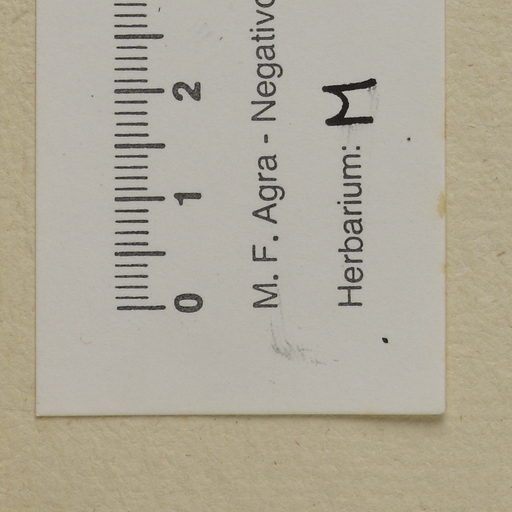 0 1 2
M. F. Agra - Negativo
Herbarium: M